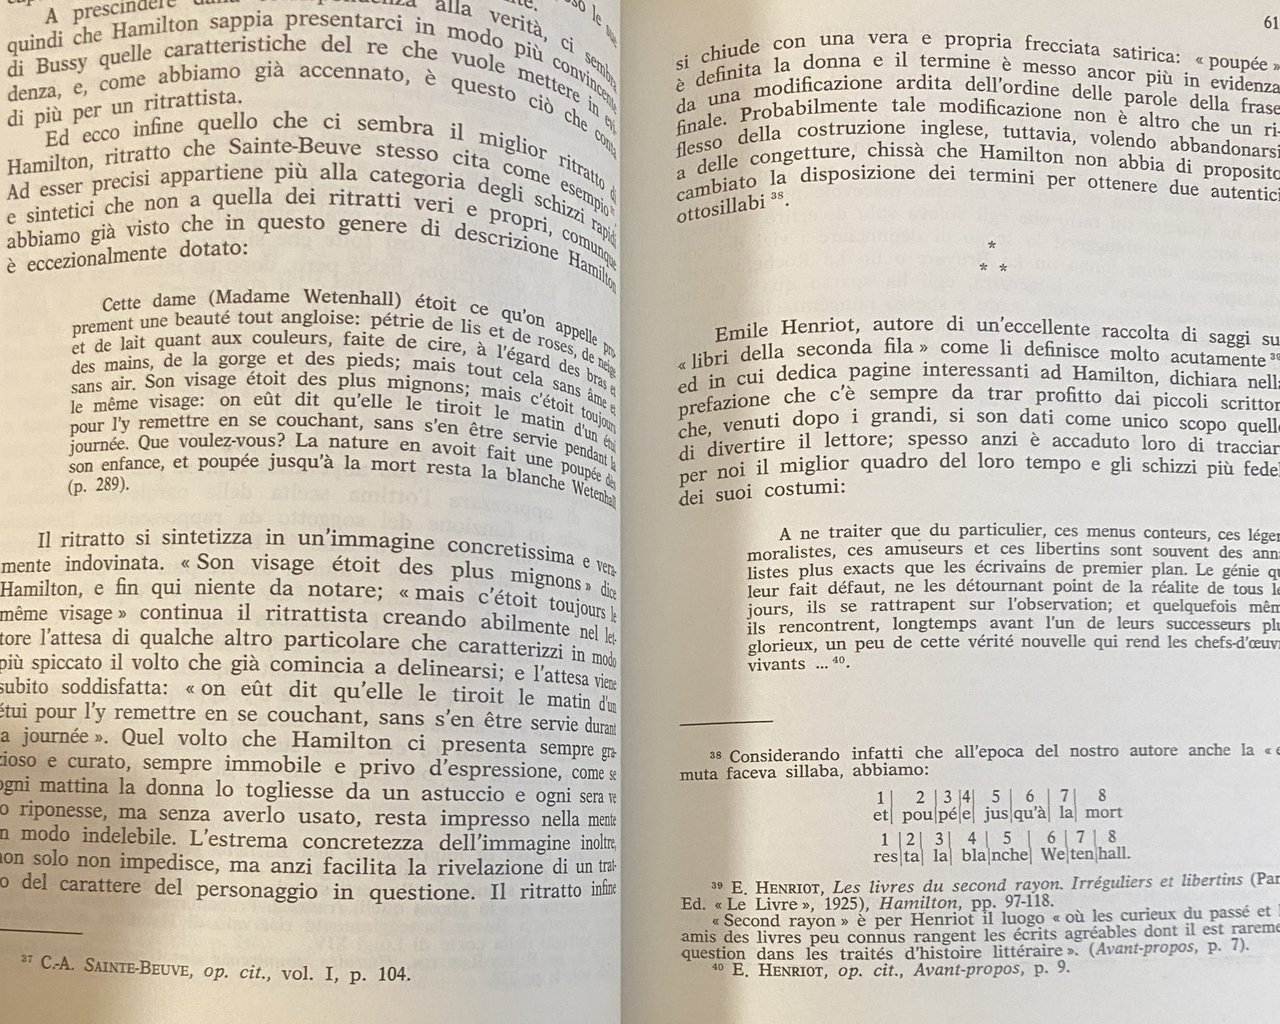 A prescindere dalla corrispondenza alla verità, ci sembra
quindi che Hamilton sappia presentarci in modo più convincente
di Bussy quelle caratteristiche del re che vuole mettere in evi-
denza, e, come abbiamo già accennato, è questo ciò che conta
di più per un ritrattista.
Ed ecco infine quello che ci sembra il miglior ritratto di
Hamilton, ritratto che Sainte-Beuve stesso cita come esempio 37.
Ad esser precisi appartiene più alla categoria degli schizzi rapidi
e sintetici che non a quella dei ritratti veri e propri, comunque
abbiamo già visto che in questo genere di descrizione Hamilton
è eccezionalmente dotato:
Cette dame (Madame Wetenhall) étoit ce qu'on appelle pro-
prement une beauté tout angloise: pétrie de lis et de roses, de neige
et de lait quant aux couleurs, faite de cire, à l'égard des bras et
des mains, de la gorge et des pieds; mais tout cela sans âme et
sans air. Son visage étoit des plus mignons; mais c'étoit toujours
le même visage: on eût dit qu'elle le tiroit le matin d'un étui
pour l'y remettre en se couchant, sans s'en être servie pendant la
journée. Que voulez-vous? La nature en avoit fait une poupée dès
son enfance, et poupée jusqu'à la mort resta la blanche Wetenhall
(p. 289).
Il ritratto si sintetizza in un'immagine concretissima e vera-
mente indovinata. « Son visage étoit des plus mignons » dice
Hamilton, e fin qui niente da notare; « mais c'étoit toujours le
même visage » continua il ritrattista creando abilmente nel let-
tore l'attesa di qualche altro particolare che caratterizzi in modo
più spiccato il volto che già comincia a delinearsi; e l'attesa viene
subito soddisfatta: « on eût dit qu'elle le tiroit le matin d'un
étui pour l'y remettre en se couchant, sans s'en être servie durant
a journée ». Quel volto che Hamilton ci presenta sempre gra-
zioso e curato, sempre immobile e privo d'espressione, come se
ogni mattina la donna lo togliesse da un astuccio e ogni sera ve
o riponesse, ma senza averlo usato, resta impresso nella mente
n modo indelebile. L'estrema concretezza dell'immagine inoltre,
non solo non impedisce, ma anzi facilita la rivelazione di un trat-
o del carattere del personaggio in questione. Il ritratto infine
37 C.-A. SAINTE-BEUVE, op. cit., vol. I, p. 104.
61
si chiude con una vera e propria frecciata satirica: « poupée »
è definita la donna e il termine è messo ancor più in evidenza
da una modificazione ardita dell'ordine delle parole della frase
finale. Probabilmente tale modificazione non è altro che un ri-
flesso della costruzione inglese, tuttavia, volendo abbandonarsi
a delle congetture, chissà che Hamilton non abbia di proposito
cambiato la disposizione dei termini per ottenere due autentici
ottosillabi 38.
*
* *
Emile Henriot, autore di un'eccellente raccolta di saggi su
« libri della seconda fila » come li definisce molto acutamente 39
ed in cui dedica pagine interessanti ad Hamilton, dichiara nella
prefazione che c'è sempre da trar profitto dai piccoli scrittor
che, venuti dopo i grandi, si son dati come unico scopo quello
di divertire il lettore; spesso anzi è accaduto loro di tracciar
per noi il miglior quadro del loro tempo e gli schizzi più fedel
dei suoi costumi:
A ne traiter que du particulier, ces menus conteurs, ces léger
moralistes, ces amuseurs et ces libertins sont souvent des anna
listes plus exacts que les écrivains de premier plan. Le génie qu
leur fait défaut, ne les détournant point de la réalite de tous le
jours, ils se rattrapent sur l'observation; et quelquefois mêm
ils rencontrent, longtemps avant l'un de leurs successeurs plu
glorieux, un peu de cette vérité nouvelle qui rend les chefs-d'œuvr
vivants ... 40.
38 Considerando infatti che all'epoca del nostro autore anche la « e
muta faceva sillaba, abbiamo:
1| 2 |3 |4| 5 | 6 | 7| 8
et| pou|pé|e| jus|qu'à| la| mort
1 |2| 3| 4 | 5 | 6 | 7 | 8
res|ta| la| bla|nche| We|ten|hall.
39 E. HENRIOT, Les livres du second rayon. Irréguliers et libertins (Par
Ed. « Le Livre », 1925), Hamilton, pp. 97-118.
« Second rayon » è per Henriot il luogo « où les curieux du passé et l
amis des livres peu connus rangent les écrits agréables dont il est rareme
question dans les traités d'histoire littéraire ». (Avant-propos, p. 7).
40 E. HENRIOT, op. cit., Avant-propos, p. 9.